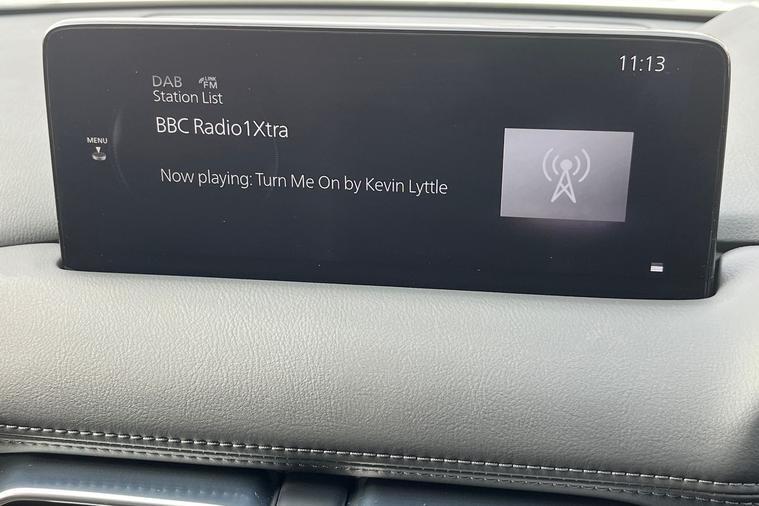 11:13
DAB LINK FM
Station List
BBC Radio1Xtra
MENU
Now playing: Turn Me On by Kevin Lyttle